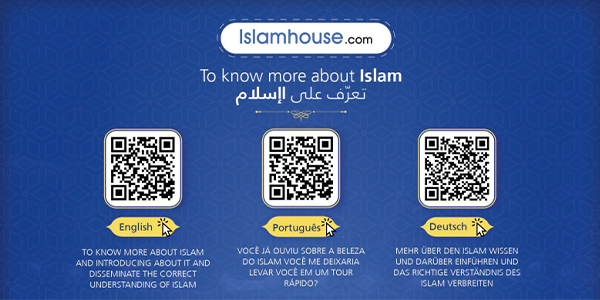 Islamhouse.com
To know more about Islam
تعرّف على اإلسلام
English
TO KNOW MORE ABOUT ISLAM
AND INTRODUCING ABOUT IT AND
DISSEMINATE THE CORRECT
UNDERSTANDING OF ISLAM
Português
VOCÊ JÁ OUVIU SOBRE A BELEZA
DO ISLAM VOCÊ ME DEIXARIA
LEVAR VOCÊ EM UM TOUR
RÁPIDO?
Deutsch
MEHR ÜBER DEN ISLAM WISSEN
UND DARÜBER EINFÜHREN UND
DAS RICHTIGE VERSTÄNDNIS DES
ISLAM VERBREITEN